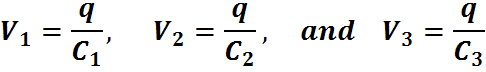 V₁ = q/C₁, V₂ = q/C₂, and V₃ = q/C₃